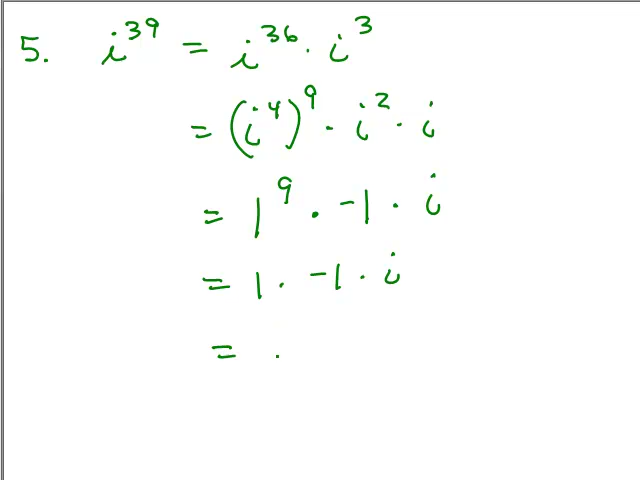 5. i^39 = i^36 · i^3
= (i^4)^9 · i^2 · i
= 1^9 · -1 · i
= 1 · -1 · i
= .